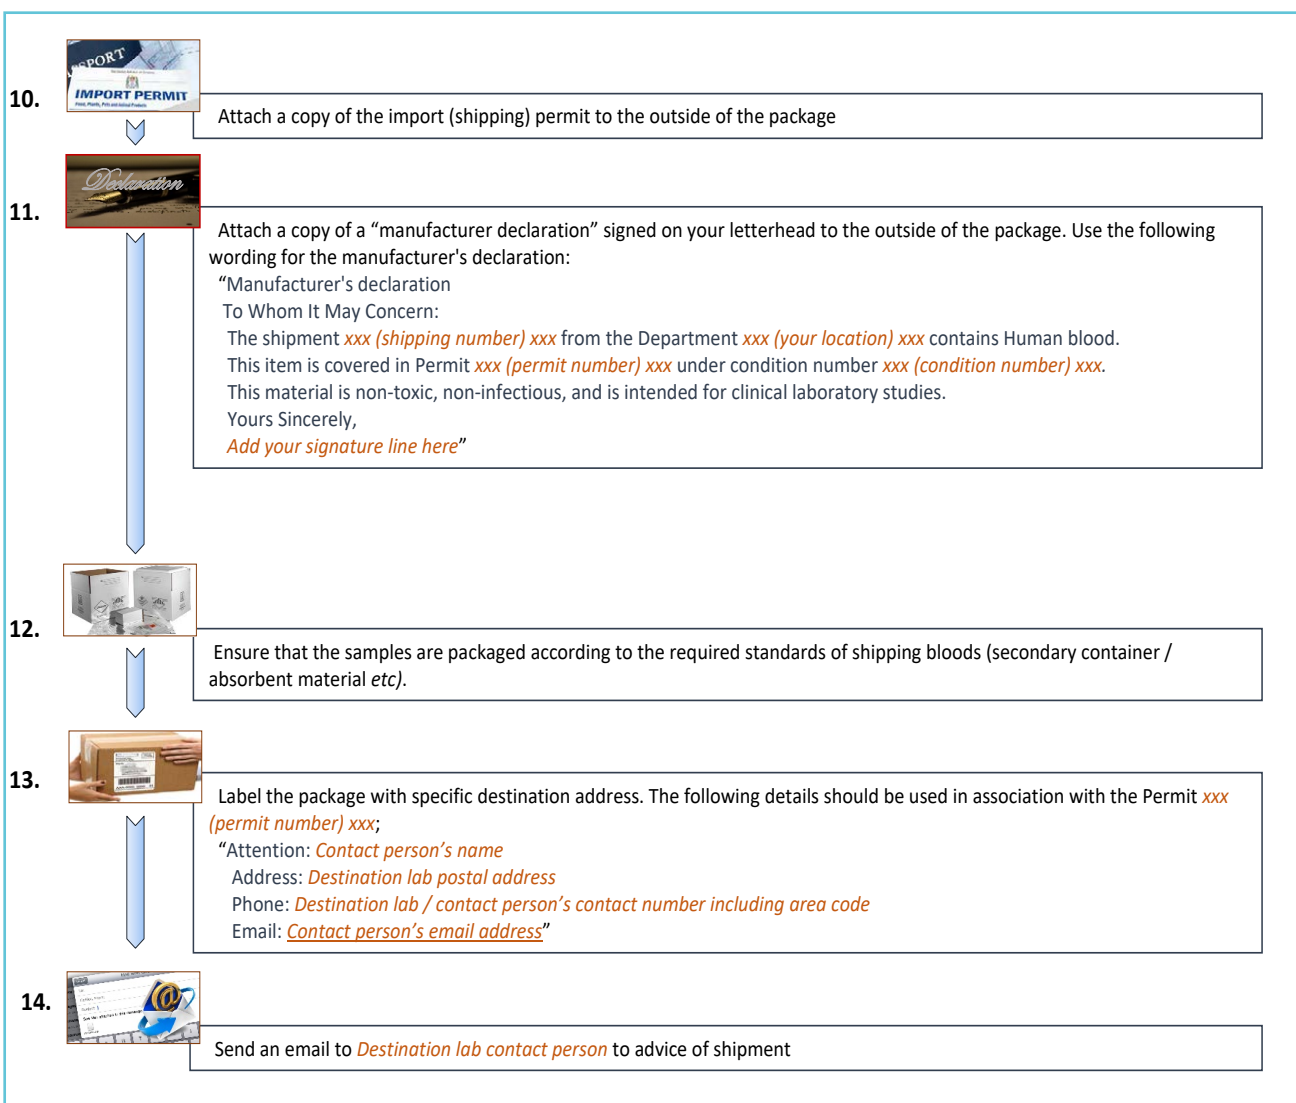 PORT
IMPORT PERMIT
10.
Attach a copy of the import (shipping) permit to the outside of the package
Declaration
11.
Attach a copy of a “manufacturer declaration” signed on your letterhead to the outside of the package. Use the following
wording for the manufacturer's declaration:
“Manufacturer's declaration
To Whom It May Concern:
The shipment xxx (shipping number) xxx from the Department xxx (your location) xxx contains Human blood.
This item is covered in Permit xxx (permit number) xxx under condition number xxx (condition number) xxx.
This material is non-toxic, non-infectious, and is intended for clinical laboratory studies.
Yours Sincerely,
Add your signature line here”
12.
Ensure that the samples are packaged according to the required standards of shipping bloods (secondary container /
absorbent material etc).
13.
Label the package with specific destination address. The following details should be used in association with the Permit xxx
(permit number) xxx;
“Attention: Contact person’s name
Address: Destination lab postal address
Phone: Destination lab / contact person’s contact number including area code
Email: Contact person’s email address”
14.
@
Send an email to Destination lab contact person to advice of shipment